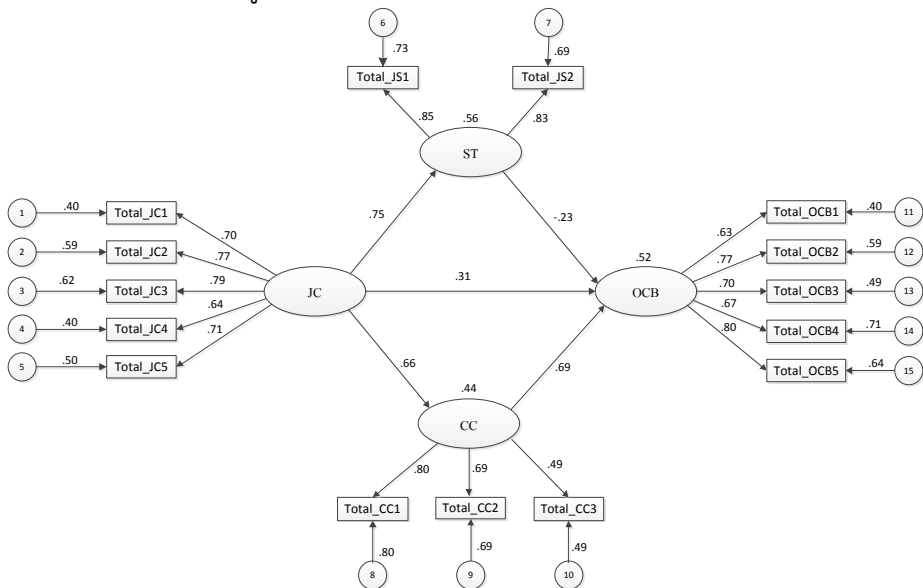 6
7
.73
.69
Total_JS1
Total_JS2
.85
.56
.83
ST
1
.40
Total_JC1
2
.59
Total_JC2
3
.62
Total_JC3
4
.40
Total_JC4
5
.50
Total_JC5
.70
.77
.79
.64
.71
JC
.75
-.23
.31
.66
.69
.52
OCB
.63
.77
.70
.67
.80
Total_OCB1
.40
11
Total_OCB2
.59
12
Total_OCB3
.49
13
Total_OCB4
.71
14
Total_OCB5
.64
15
.44
CC
.80
.69
.49
Total_CC1
Total_CC2
Total_CC3
.80
.69
.49
8
9
10